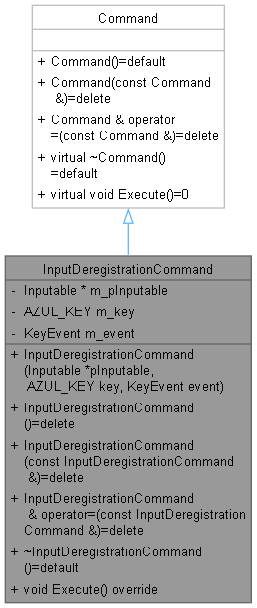 Command
+ Command()=default
+ Command(const Command
&)=delete
+ Command & operator
=(const Command &)=delete
+ virtual ~Command()
=default
+ virtual void Execute()=0
InputDeregistrationCommand
- Inputable * m_pInputable
- AZUL_KEY m_key
- KeyEvent m_event
+ InputDeregistrationCommand
(Inputable *pInputable,
AZUL_KEY key, KeyEvent event)
+ InputDeregistrationCommand
()=delete
+ InputDeregistrationCommand
(const InputDeregistrationCommand
&)=delete
+ InputDeregistrationCommand
& operator=(const InputDeregistration
Command &)=delete
+ ~InputDeregistrationCommand
()=default
+ void Execute() override